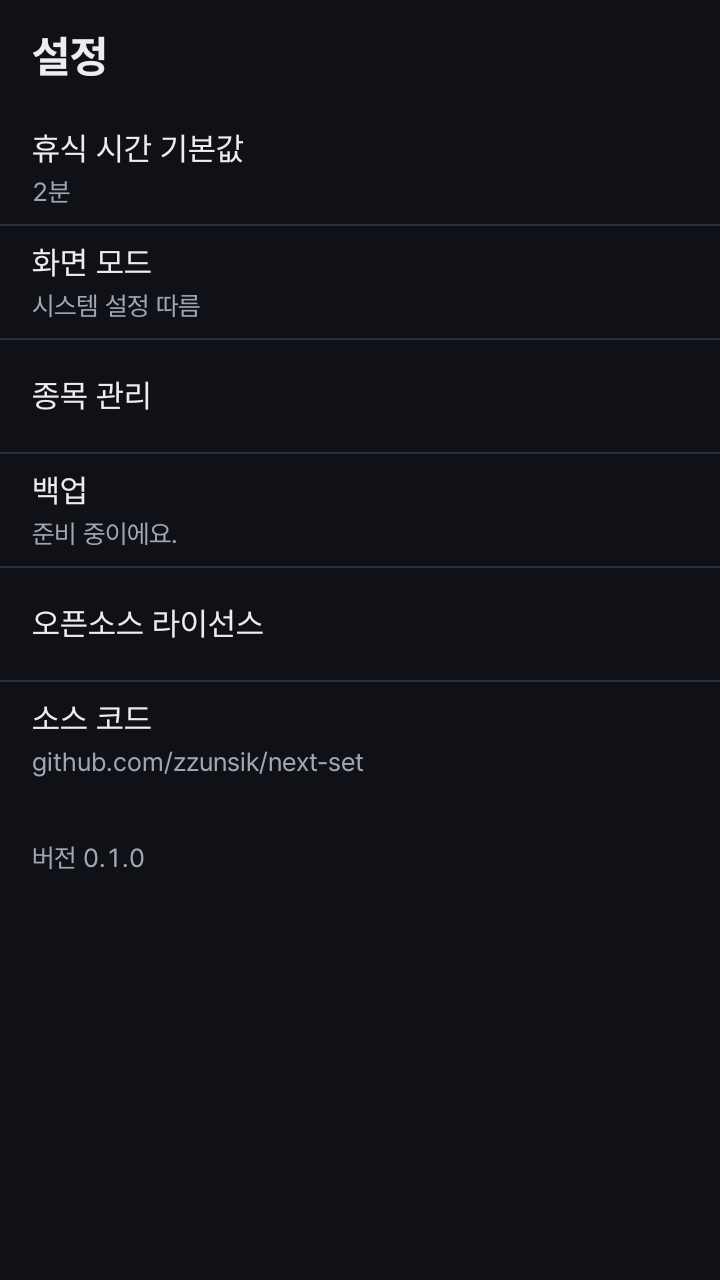 설정
휴식 시간 기본값
2분
화면 모드
시스템 설정 따름
종목 관리
백업
준비 중이에요.
오픈소스 라이선스
소스 코드
github.com/zzunsik/next-set
버전 0.1.0